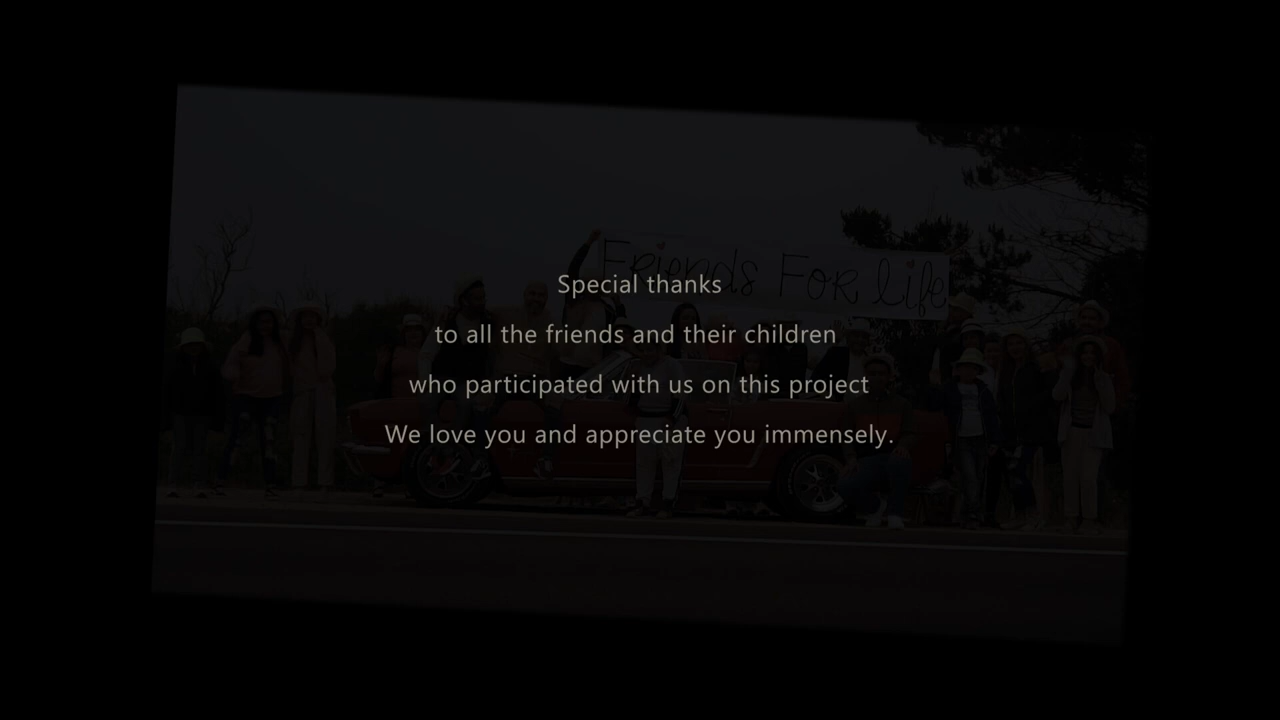 Friends For life
Special thanks
to all the friends and their children
who participated with us on this project
We love you and appreciate you immensely.